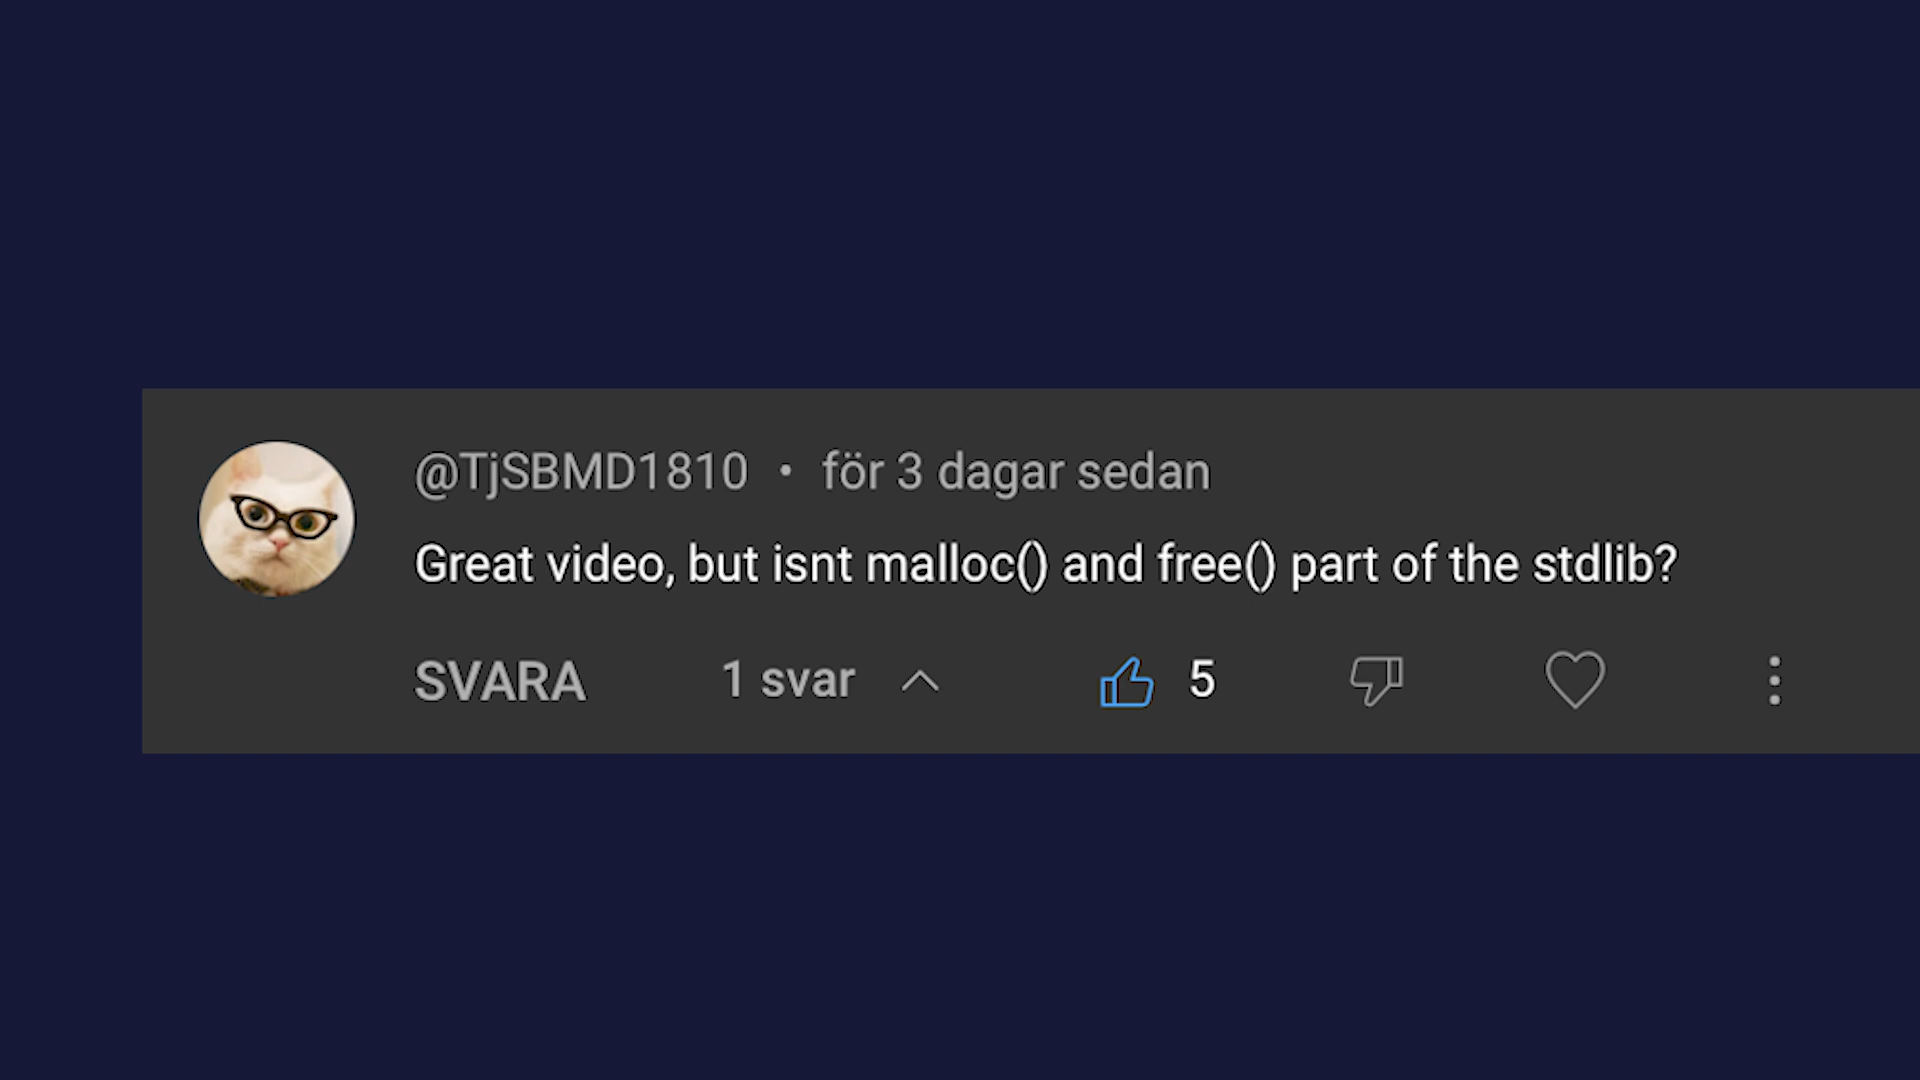 @TjSBMD1810 • för 3 dagar sedan
Great video, but isnt malloc() and free() part of the stdlib?
SVARA 1 svar 5